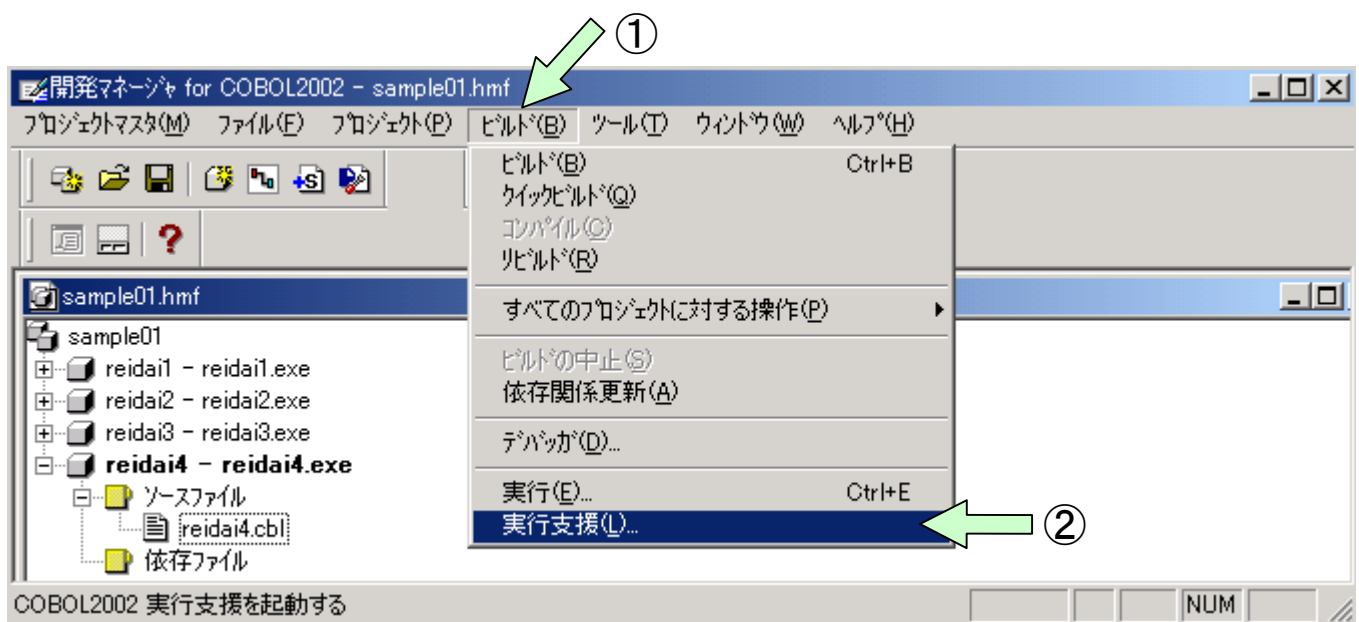 ①
開発ﾏﾈｰｼﾞｬ for COBOL2002 - sample01.hmf
ﾌﾟﾛｼﾞｪｸﾄﾏｽﾀ(M) ﾌｧｲﾙ(F) ﾌﾟﾛｼﾞｪｸﾄ(P) ﾋﾞﾙﾄﾞ(B) ﾂｰﾙ(T) ｳｨﾝﾄﾞｳ(W) ﾍﾙﾌﾟ(H)
ﾋﾞﾙﾄﾞ(B) Ctrl+B
ｸｲｯｸﾋﾞﾙﾄﾞ(Q)
ｺﾝﾊﾟｲﾙ(C)
ﾘﾋﾞﾙﾄﾞ(R)
すべてのﾌﾟﾛｼﾞｪｸﾄに対する操作(P)
ﾋﾞﾙﾄﾞの中止(S)
依存関係更新(A)
ﾃﾞﾊﾞｯｶﾞ(D)...
実行(E)... Ctrl+E
実行支援(L)...
②
sample01.hmf
sample01
reidai1 - reidai1.exe
reidai2 - reidai2.exe
reidai3 - reidai3.exe
reidai4 - reidai4.exe
ｿｰｽﾌｧｲﾙ
reidai4.cbl
依存ﾌｧｲﾙ
COBOL2002 実行支援を起動する NUM